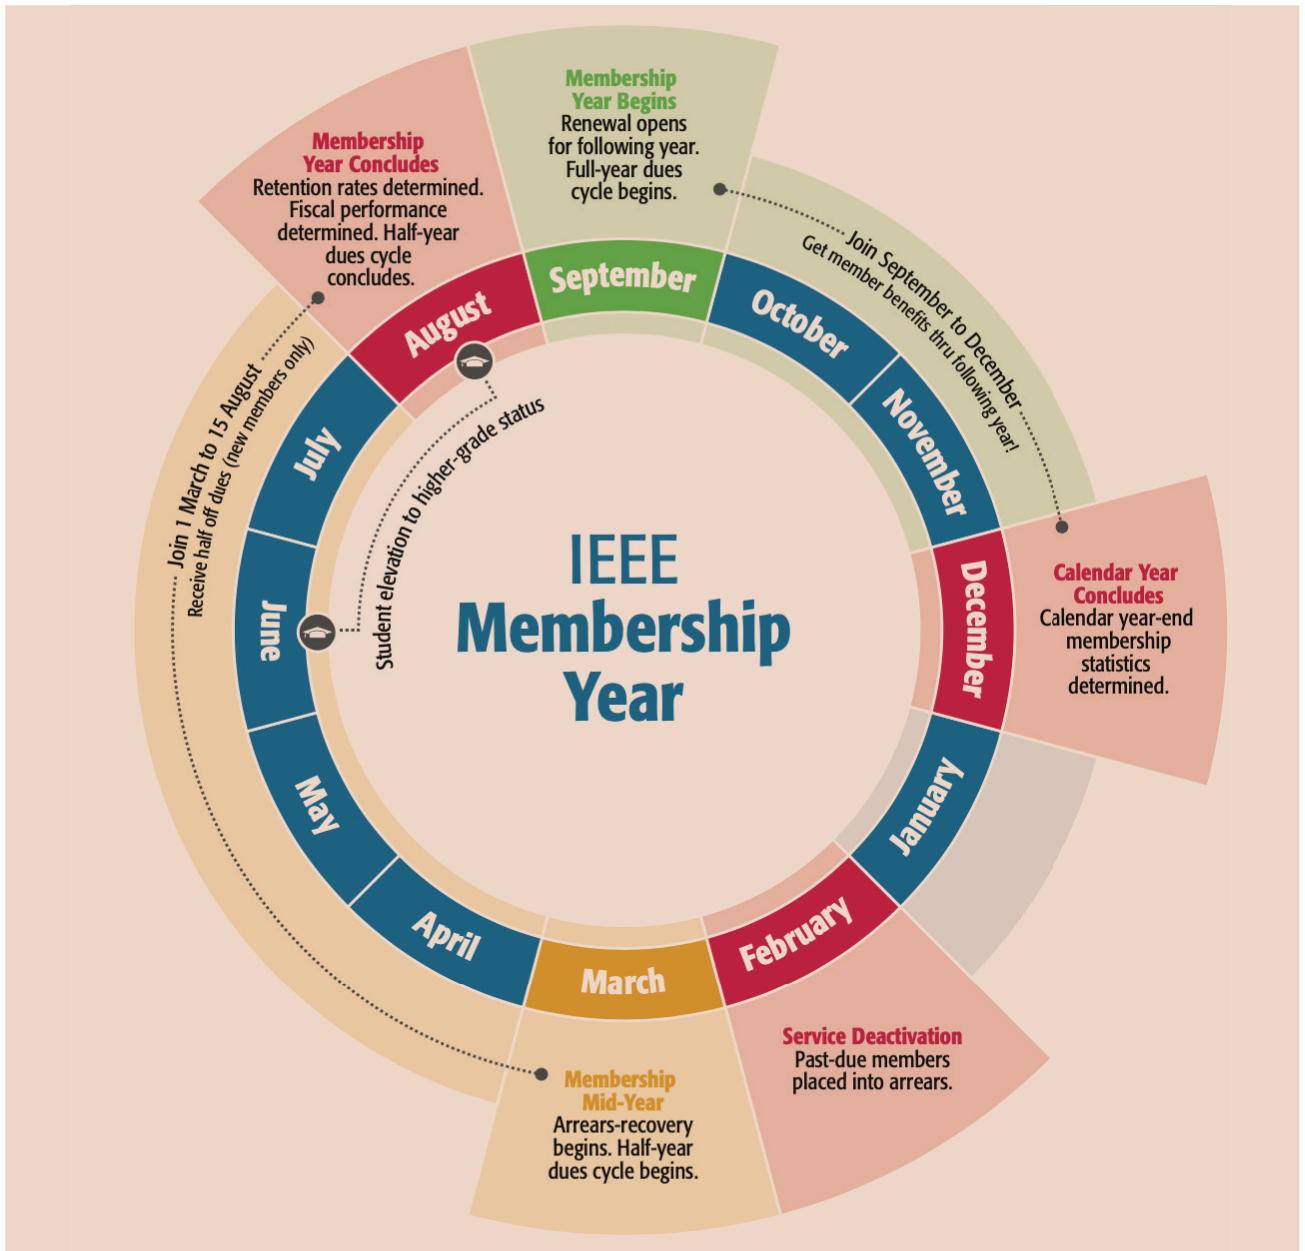 Membership
Year Begins
Renewal opens
for following year.
Full-year dues
cycle begins.
Membership
Year Concludes
Retention rates determined.
Fiscal performance
determined. Half-year
dues cycle
concludes.
Join September to December
Get member benefits thru following year!
September
October
November
December
January
February
March
April
May
June
July
August
Join 1 March to 15 August
Receive half off dues (new members only)
Student elevation to higher-grade status
IEEE
Membership
Year
Calendar Year
Concludes
Calendar year-end
membership
statistics
determined.
Service Deactivation
Past-due members
placed into arrears.
Membership
Mid-Year
Arrears-recovery
begins. Half-year
dues cycle begins.